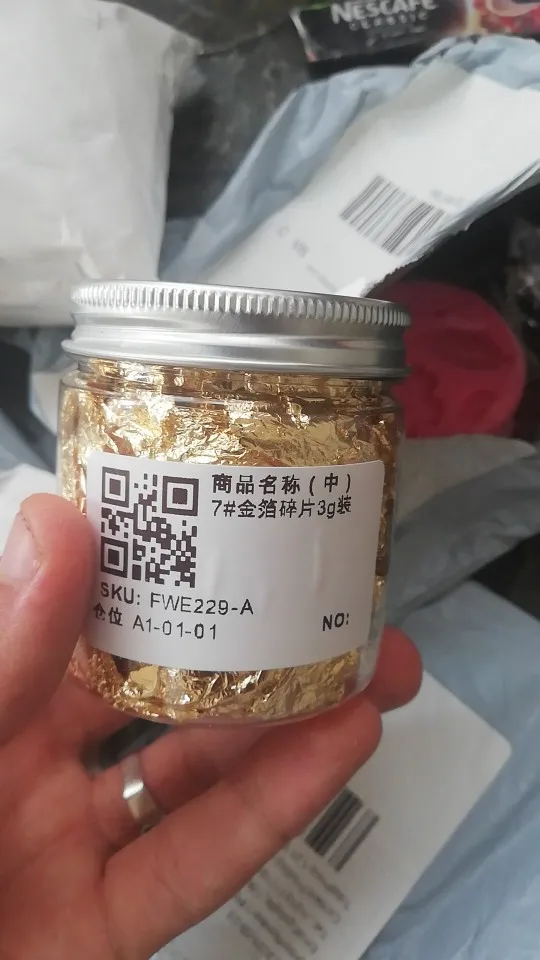 NESCAFÉ
CLASSIC
商品名称(中)
7#金箔碎片3g装
SKU: FWE229-A
仓位 A1-01-01
NO: